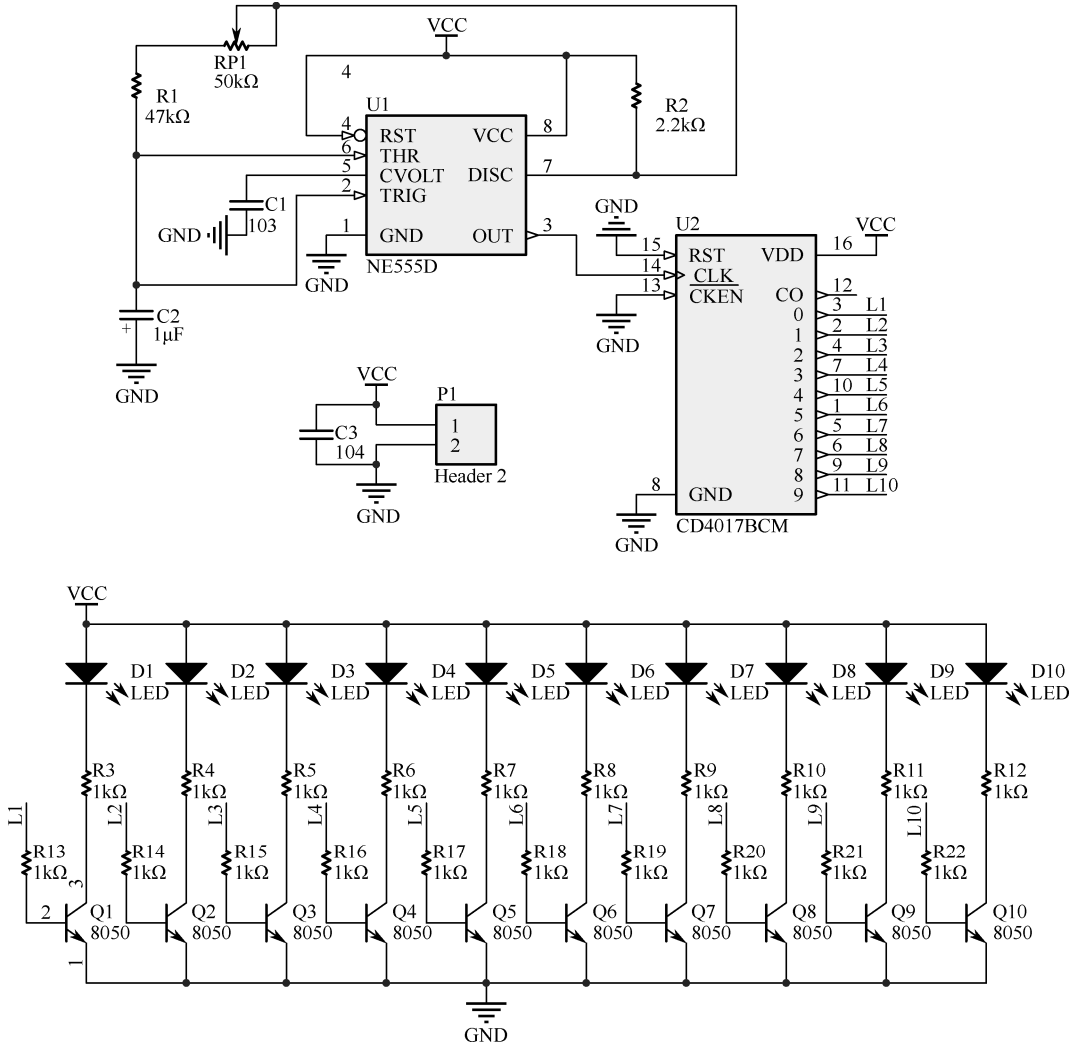 VCC
RP1
50kΩ
R1
47kΩ
4
U1
4 RST
6 THR
5 CVOLT
2 TRIG
1 GND
VCC 8
DISC 7
OUT 3
NE555D
R2
2.2kΩ
C1
103
GND
GND
C2
1μF
GND
GND
U2
VCC
15 RST
14 CLK
13 CKEN
GND
VDD 16
CO 12
0 3 L1
1 2 L2
2 4 L3
3 7 L4
4 10 L5
5 1 L6
6 5 L7
7 6 L8
8 9 L9
9 11 L10
8 GND
GND
CD4017BCM
VCC
P1
C3
104
1
2
Header 2
GND
VCC
D1 LED
D2 LED
D3 LED
D4 LED
D5 LED
D6 LED
D7 LED
D8 LED
D9 LED
D10 LED
R3 1kΩ
R4 1kΩ
R5 1kΩ
R6 1kΩ
R7 1kΩ
R8 1kΩ
R9 1kΩ
R10 1kΩ
R11 1kΩ
R12 1kΩ
L1
L2
L3
L4
L5
L6
L7
L8
L9
L10
R13 1kΩ
R14 1kΩ
R15 1kΩ
R16 1kΩ
R17 1kΩ
R18 1kΩ
R19 1kΩ
R20 1kΩ
R21 1kΩ
R22 1kΩ
3
2
1
Q1 8050
Q2 8050
Q3 8050
Q4 8050
Q5 8050
Q6 8050
Q7 8050
Q8 8050
Q9 8050
Q10 8050
GND